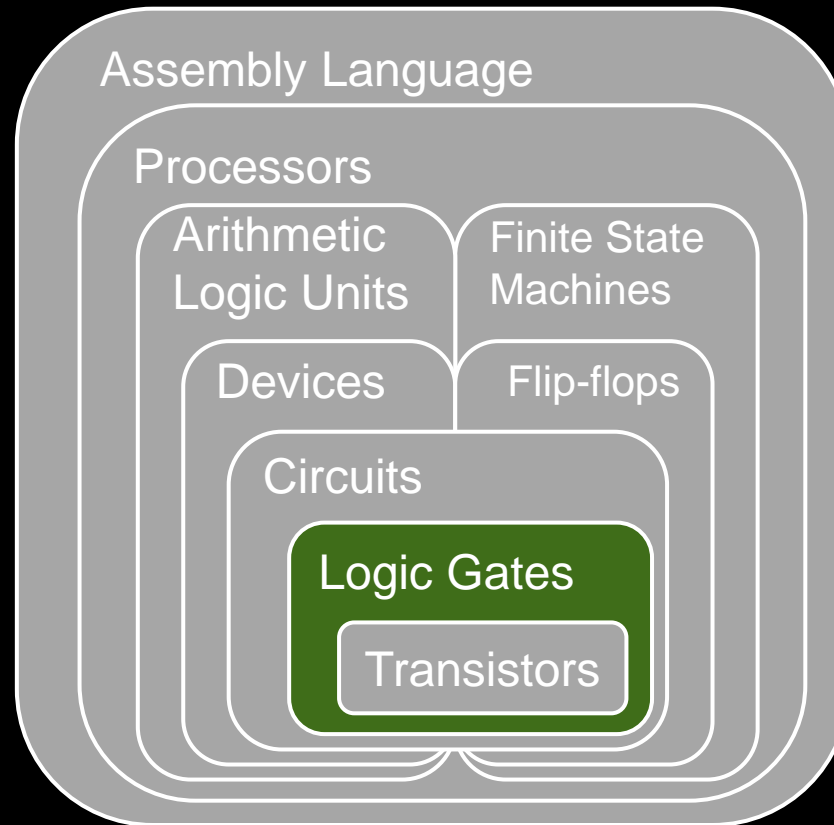 Assembly Language
Processors
Arithmetic
Logic Units
Finite State
Machines
Devices
Flip-flops
Circuits
Logic Gates
Transistors